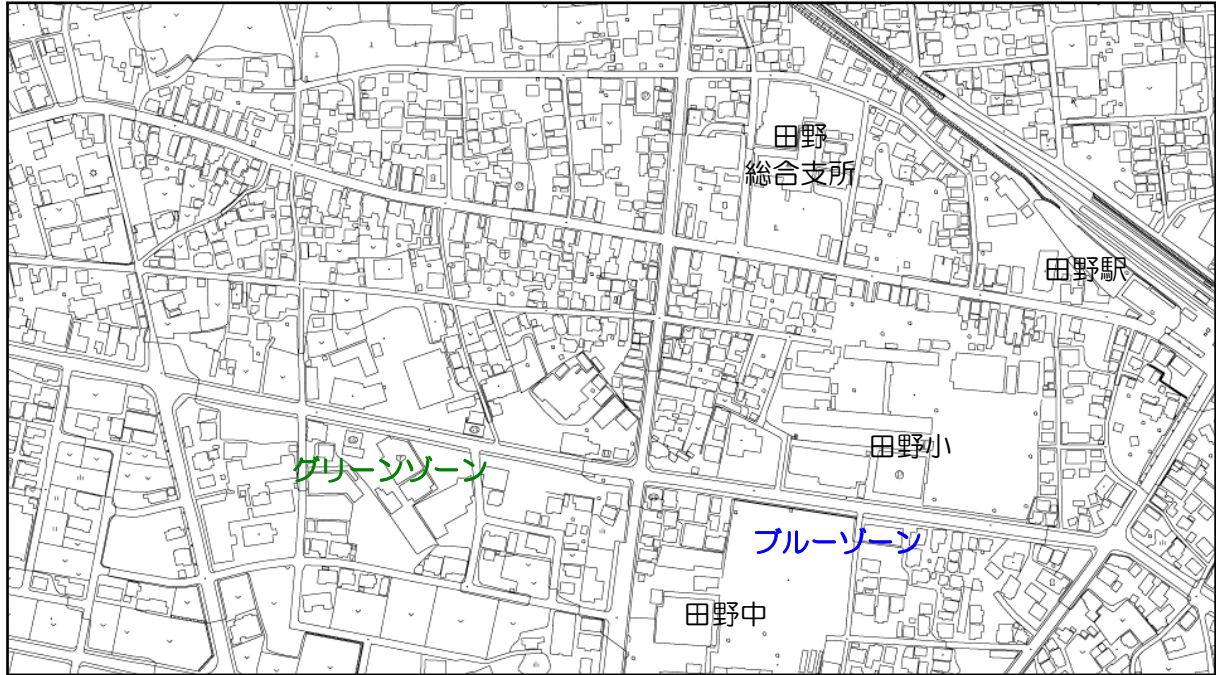 田野
総合支所
田野駅
田野小
グリーンゾーン
ブルーゾーン
田野中